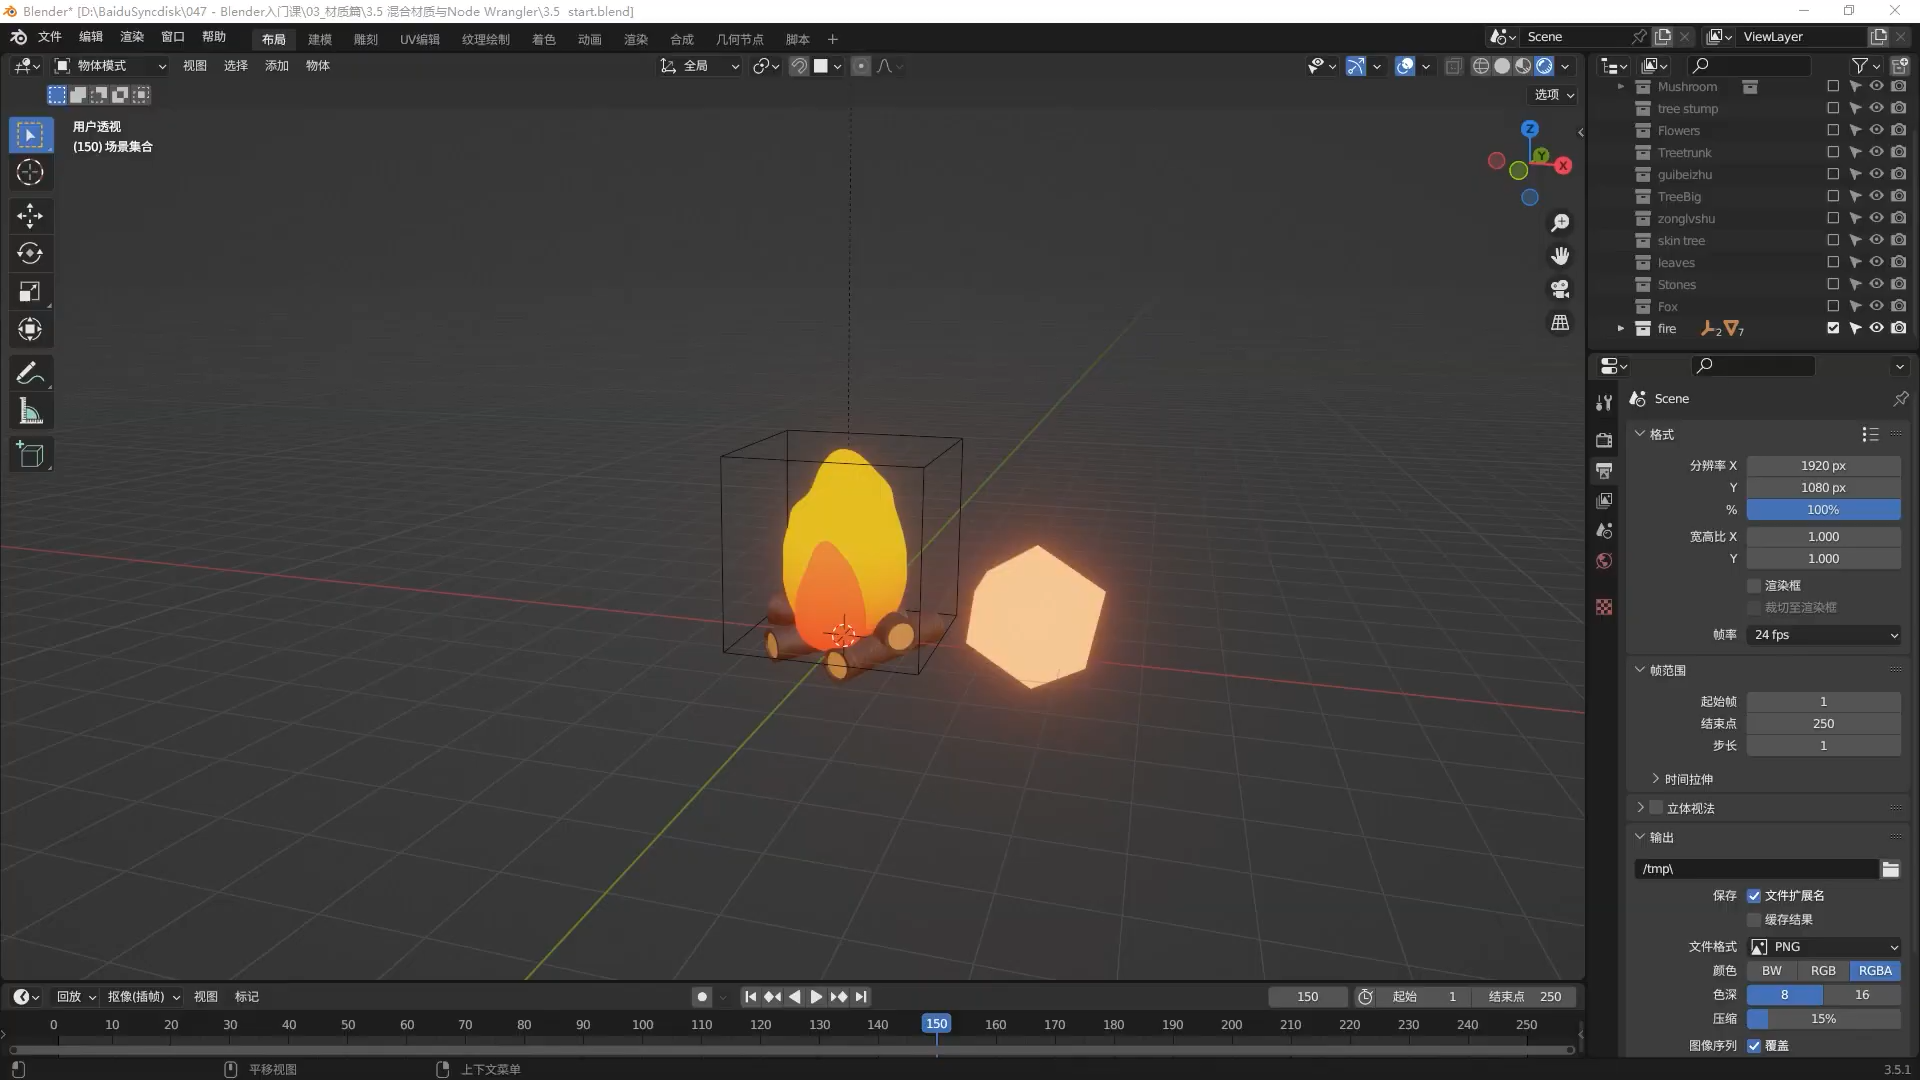 Blender* [D:\BaiduSyncdisk\047 - Blender入门课\03_材质篇\3.5 混合材质与Node Wrangler\3.5  start.blend]
文件 编辑 渲染 窗口 帮助 布局 建模 雕刻 UV编辑 纹理绘制 着色 动画 渲染 合成 几何节点 脚本 + Scene ViewLayer
物体模式 视图 选择 添加 物体 全局
选项
用户透视
(150) 场景集合
Z
Y
X
Mushroom
tree stump
Flowers
Treetrunk
guibeizhu
TreeBig
zonglvshu
skin tree
leaves
Stones
Fox
fire 2 7
Scene
格式
分辨率 X 1920 px
Y 1080 px
% 100%
宽高比 X 1.000
Y 1.000
渲染框
裁切至渲染框
帧率 24 fps
帧范围
起始帧 1
结束点 250
步长 1
时间拉伸
立体视法
输出
/tmp\
保存 文件扩展名
缓存结果
文件格式 PNG
颜色 BW RGB RGBA
色深 8 16
压缩 15%
图像序列 覆盖
回放 抠像(插帧) 视图 标记 150 起始 1 结束点 250
0 10 20 30 40 50 60 70 80 90 100 110 120 130 140 150 160 170 180 190 200 210 220 230 240 250
平移视图 上下文菜单 3.5.1